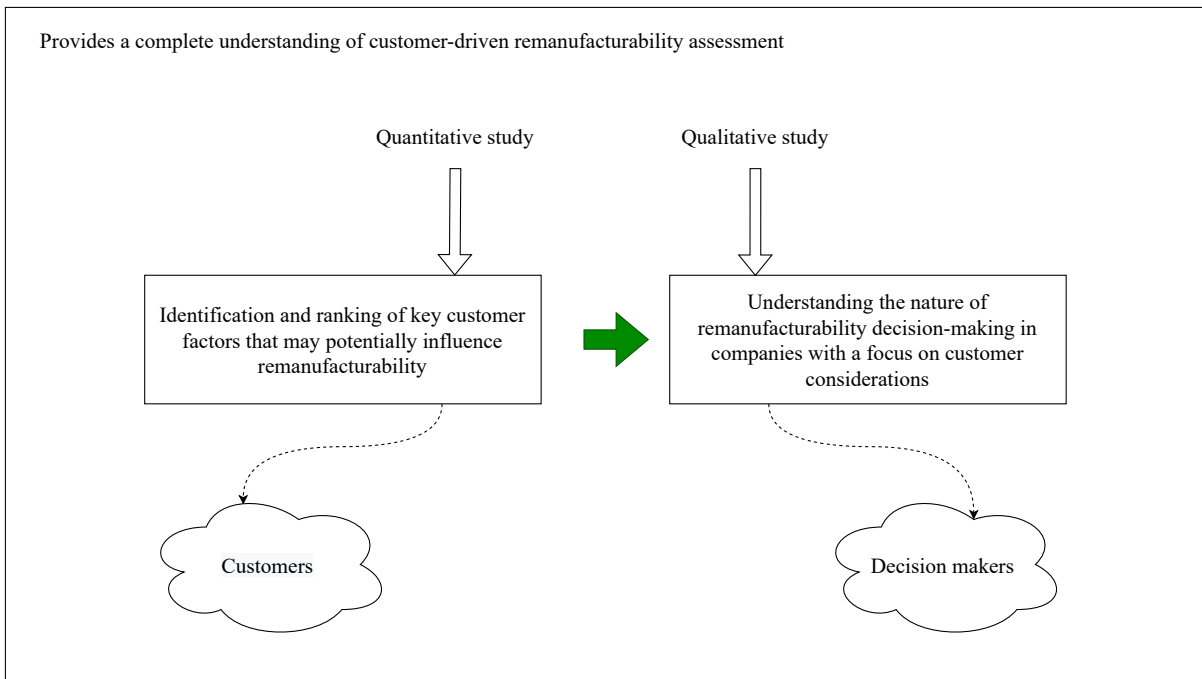 Provides a complete understanding of customer-driven remanufacturability assessment
Quantitative study
Qualitative study
Identification and ranking of key customer
factors that may potentially influence
remanufacturability
Understanding the nature of
remanufacturability decision-making in
companies with a focus on customer
considerations
Customers
Decision makers